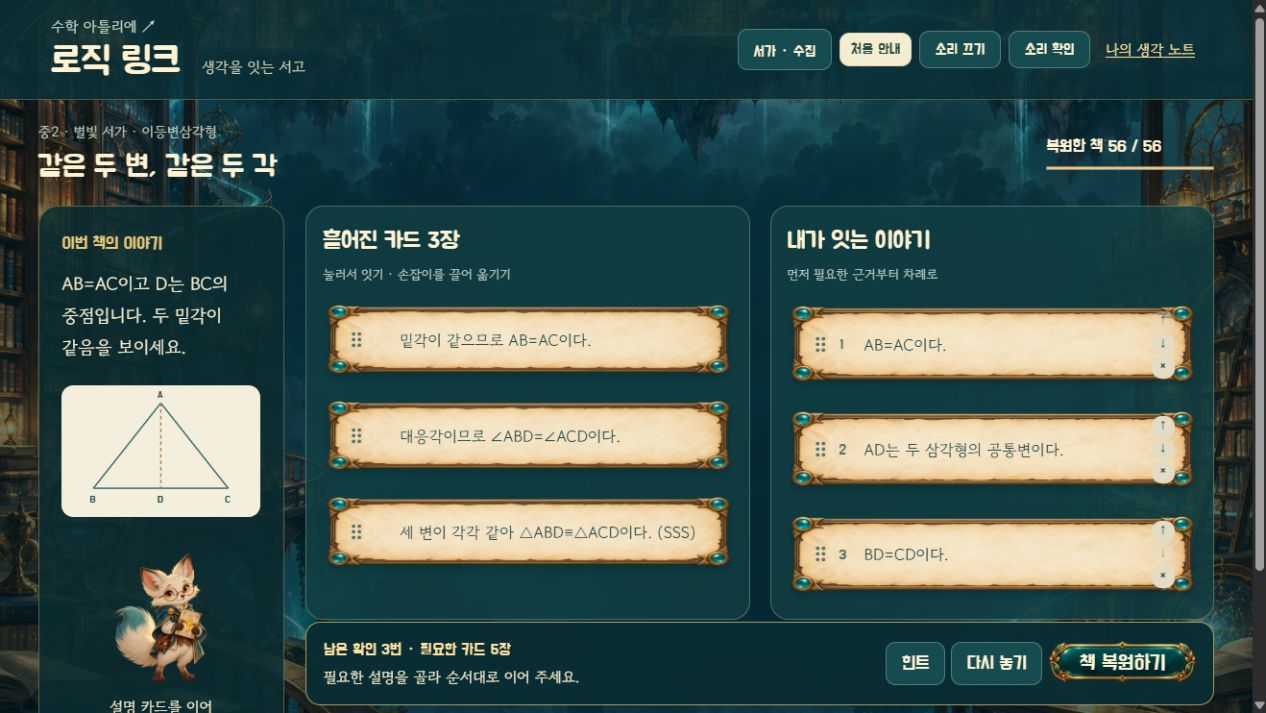 수학 아틀리에 ↗
로직 링크
생각을 잇는 서고
서가 · 수집
처음 안내
소리 끄기
소리 확인
나의 생각 노트
중2 · 별빛 서가 · 이등변삼각형
같은 두 변, 같은 두 각
복원한 책 56 / 56
이번 책의 이야기
AB=AC이고 D는 BC의
중점입니다. 두 밑각이
같음을 보이세요.
A
B
D
C
설명 카드를 이어
흩어진 카드 3장
눌러서 잇기 · 손잡이를 끌어 옮기기
밑각이 같으므로 AB=AC이다.
대응각이므로 ∠ABD=∠ACD이다.
세 변이 각각 같아 △ABD≡△ACD이다. (SSS)
내가 잇는 이야기
먼저 필요한 근거부터 차례로
1 AB=AC이다.
2 AD는 두 삼각형의 공통변이다.
3 BD=CD이다.
남은 확인 3번 · 필요한 카드 5장
필요한 설명을 골라 순서대로 이어 주세요.
힌트
다시 놓기
책 복원하기